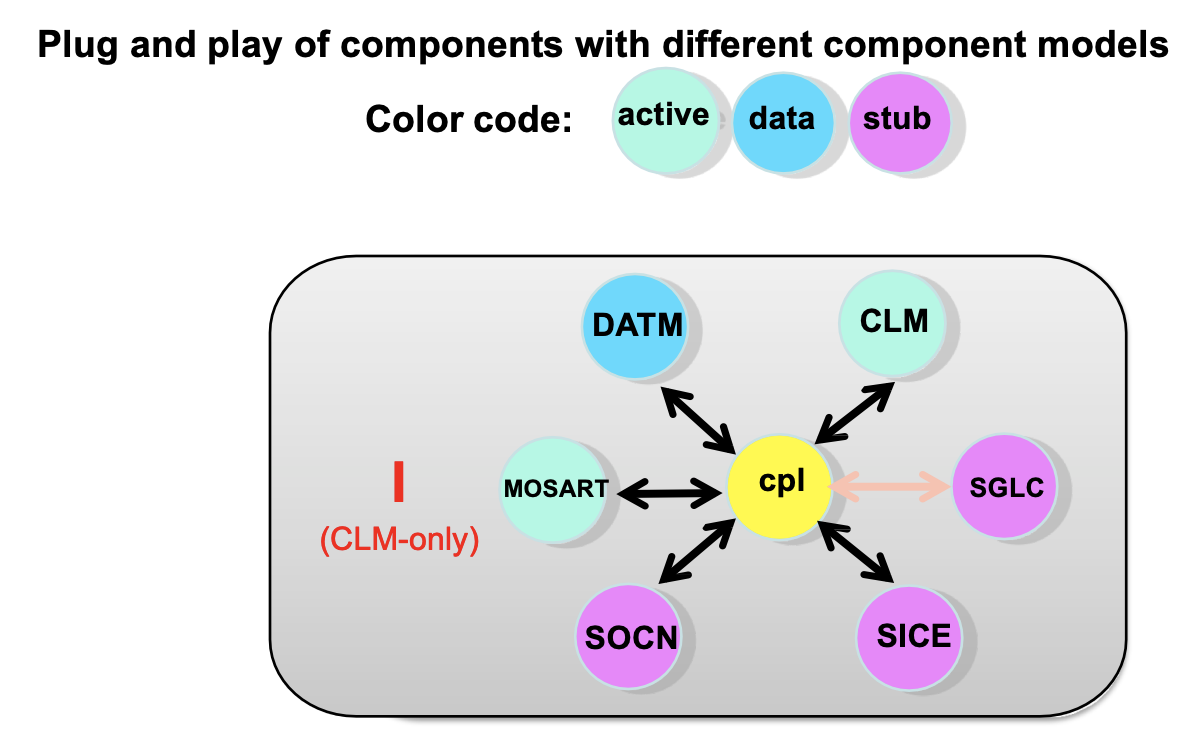 Plug and play of components with different component models
Color code:
active
data
stub
DATM
CLM
I
(CLM-only)
MOSART
cpl
SGLC
SOCN
SICE